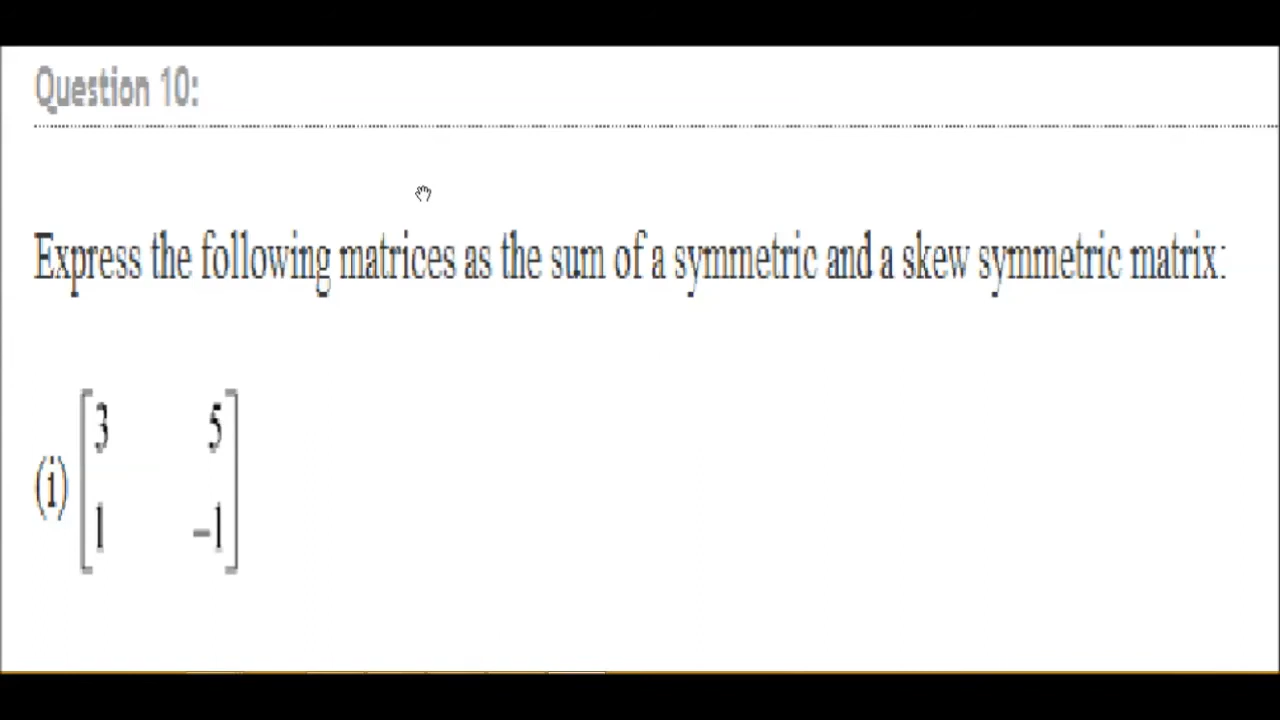 Question 10:
Express the following matrices as the sum of a symmetric and a skew symmetric matrix:
3 5
(i)
1 −1